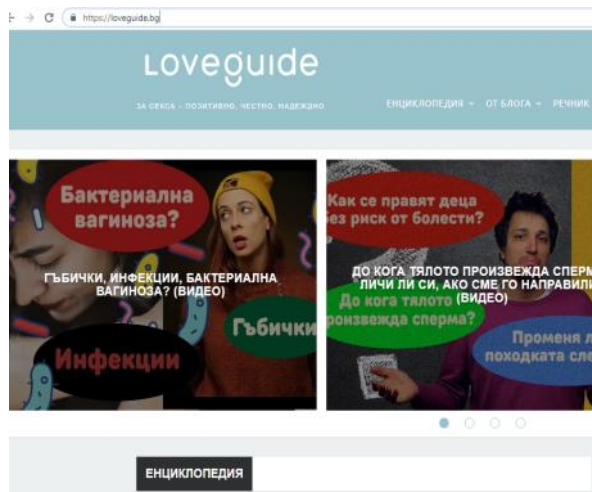 https://loveguide.bg
Loveguide
ЗА СЕКСА – ПОЗИТИВНО, ЧЕСТНО, НАДЕЖДНО
ЕНЦИКЛОПЕДИЯ
ОТ БЛОГА
РЕЧНИК
Бактериална
вагиноза?
ГЪБИЧКИ, ИНФЕКЦИИ, БАКТЕРИАЛНА
ВАГИНОЗА? (ВИДЕО)
Гъбички
Инфекции
Как се правят деца
без риск от болести?
ДО КОГА ТЯЛОТО ПРОИЗВЕЖДА СПЕРМ
ЛИЧИ ЛИ СИ, АКО СМЕ ГО НАПРАВИЛИ
(ВИДЕО)
До кога тялото
произвежда сперма?
Променя л
походката сле
ЕНЦИКЛОПЕДИЯ